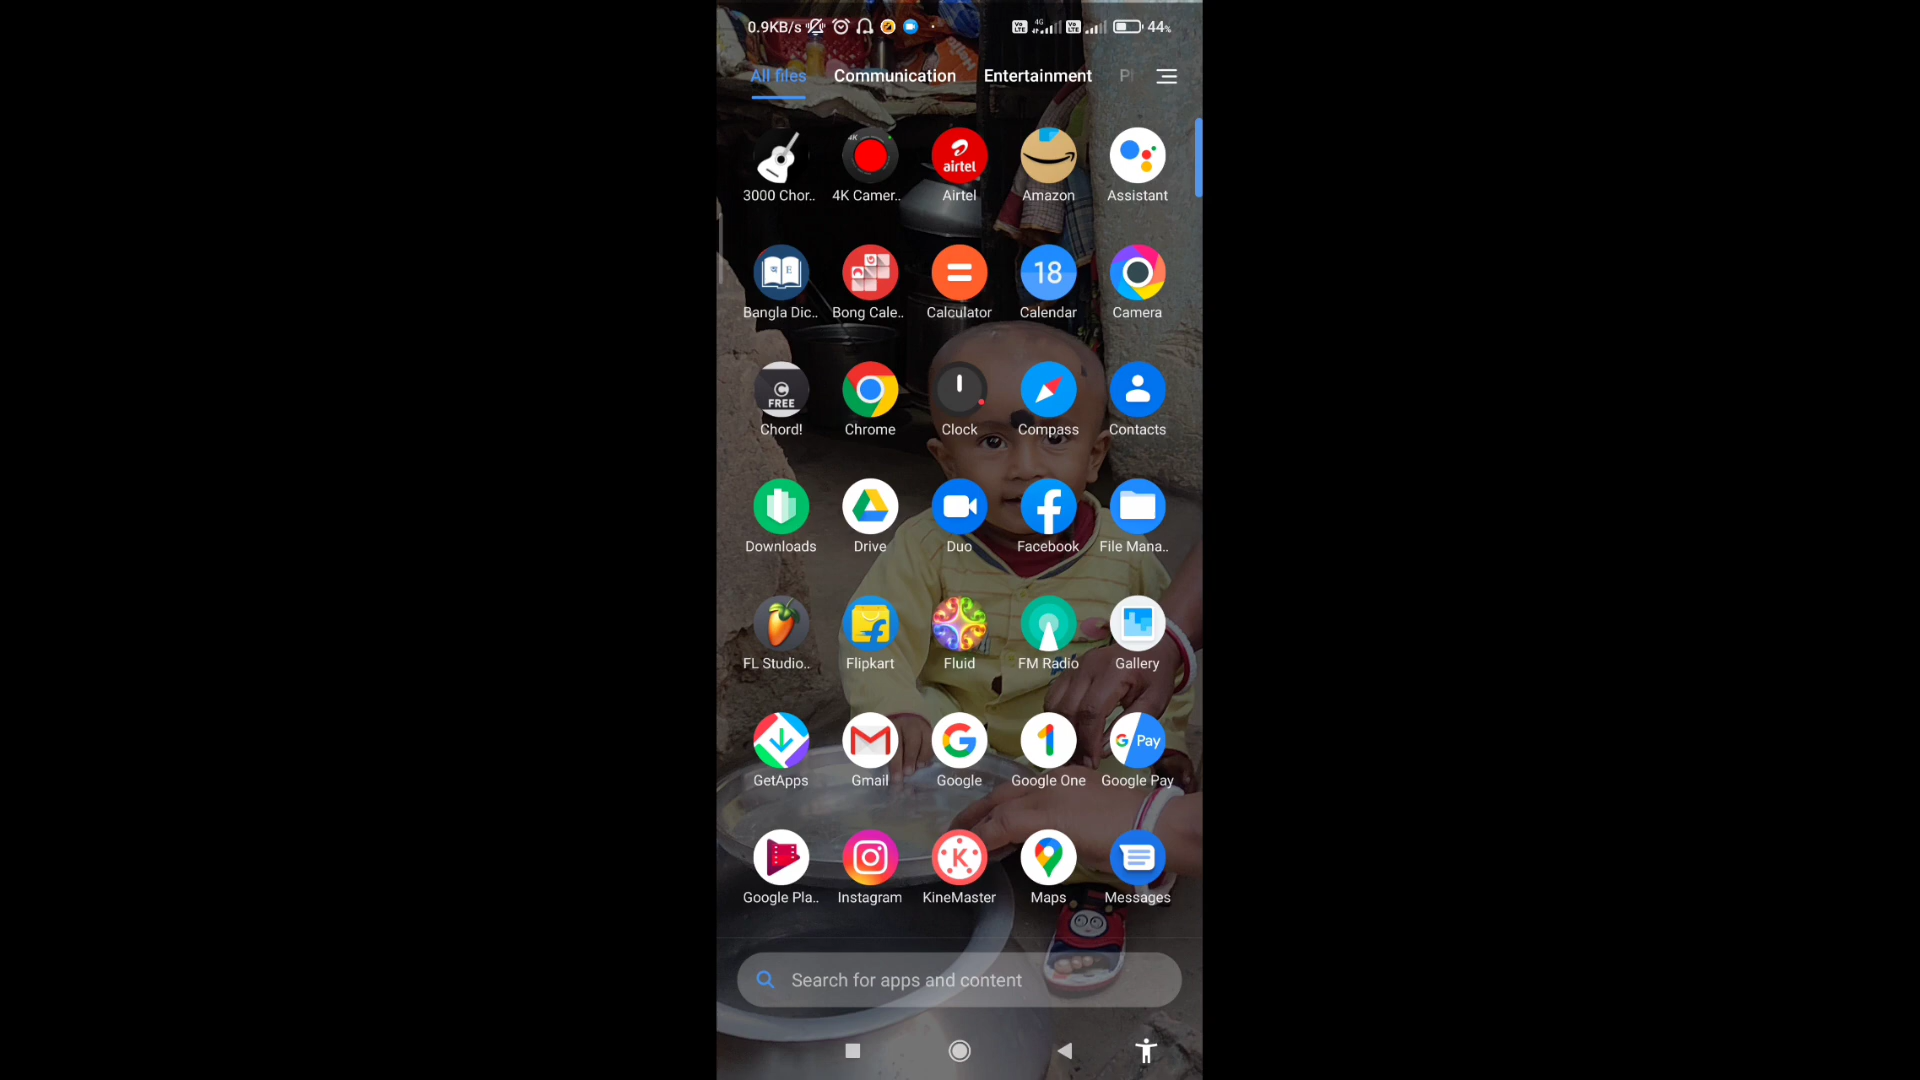 0.9KB/s 4G 44%
All files Communication Entertainment
4K airtel
3000 Chor.. 4K Camer.. Airtel Amazon Assistant
অ E 18
Bangla Dic.. Bong Cale.. Calculator Calendar Camera
C FREE
Chord! Chrome Clock Compass Contacts
Downloads Drive Duo Facebook File Mana..
FL Studio.. Flipkart Fluid FM Radio Gallery
G Pay
GetApps Gmail Google Google One Google Pay
K
Google Pla.. Instagram KineMaster Maps Messages
Search for apps and content